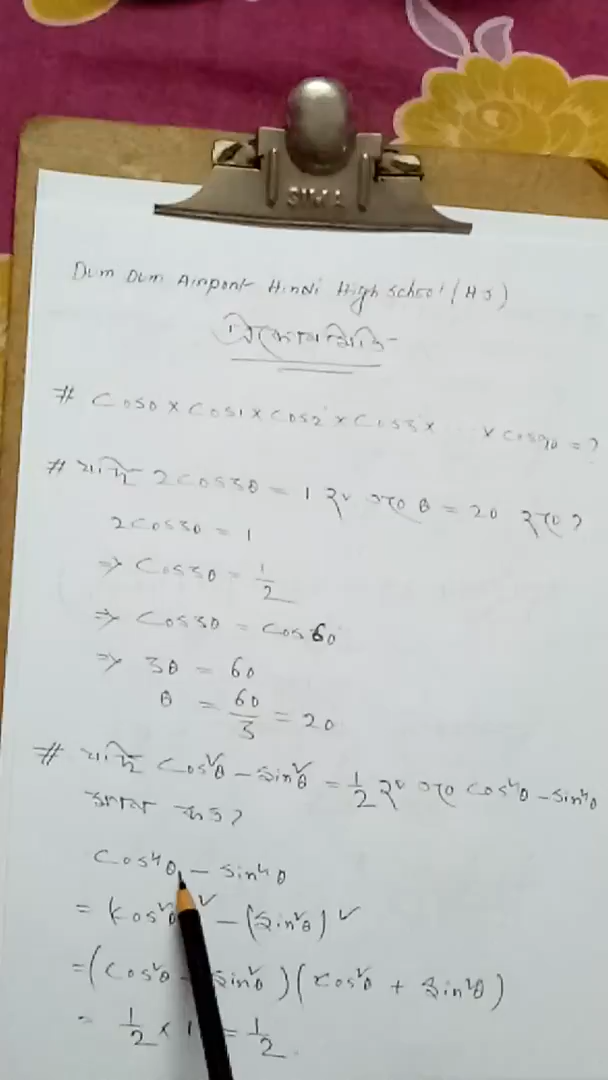 SIMA
Dum Dum Airport Hindi High School (HS)
ত্রিকোণমিতি
# Cos0 × Cos1 × Cos2 × Cos3 × ... × Cos90 = ?
# যদি 2Cos3θ = 1 হয় তবে θ = 20 হবে?
2Cos3θ = 1
⇒ Cos3θ = 1/2
⇒ Cos3θ = Cos60
⇒ 3θ = 60
θ = 60/3 = 20
# যদি Cos²θ − Sin²θ = 1/2 হয় তবে Cos⁴θ − Sin⁴θ
মান কত?
Cos⁴θ − Sin⁴θ
= (Cos²θ)² − (Sin²θ)²
= (Cos²θ − Sin²θ)(Cos²θ + Sin²θ)
= 1/2 × 1 = 1/2.